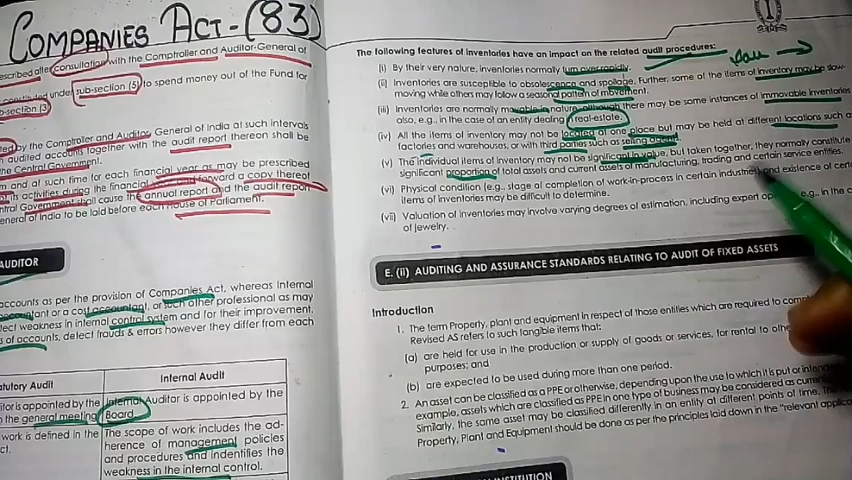 COMPANIES ACT-(83)
escribed after consultation with the Comptroller and Auditor-General of
constituted under sub-section (5) to spend money out of the Fund for
b-section (3)
ed by the Comptroller and Auditor General of India at such intervals
audited accounts together with the audit report thereon shall be
the Central Government.
m and at such time for each financial year as may be prescribed
its activities during the financial and forward a copy thereof
ntral Government shall cause the annual report and the audit report
eneral of India to be laid before each House of Parliament.
AUDITOR
accounts as per the provision of Companies Act, whereas Internal
accountant or a cost accountant, or such other professional as may
tect weakness in internal control system and for their improvement.
s of accounts, detect frauds & errors however they differ from each
atutory Audit
Internal Audit
itor is appointed by the
n the general meeting
Internal Auditor is appointed by the
Board
work is defined in the
ct.
The scope of work includes the ad-
herence of management policies
and procedures and indentifies the
weakness in the internal control.
1
The following features of inventories have an impact on the related audit procedures:
(i) By their very nature, inventories normally turn over rapidly.
(ii) Inventories are susceptible to obsolescence and spoilage. Further, some of the items of inventory may be slow-
moving while others may follow a seasonal pattern of movement.
(iii) Inventories are normally movable in nature, although there may be some instances of immovable inventories
also, e.g., in the case of an entity dealing real-estate.
(iv) All the items of inventory may not be located at one place but may be held at different locations such a
factories and warehouses, or with third parties such as selling agent
(v) The individual items of inventory may not be significant in value, but taken together, they normally constitute
significant proportion of total assets and current assets of manufacturing, trading and certain service entities.
(vi) Physical condition (e.g., stage of completion of work-in-process in certain industries) and existence of certa
items of inventories may be difficult to determine.
(vii) Valuation of inventories may involve varying degrees of estimation, including expert op e.g., in the c
of jewelry.
E. (ii) AUDITING AND ASSURANCE STANDARDS RELATING TO AUDIT OF FIXED ASSETS
Introduction
1. The term Property, plant and equipment in respect of those entities which are required to comp
Revised AS refers to such tangible items that:
(a) are held for use in the production or supply of goods or services, for rental to othe
purposes; and
(b) are expected to be used during more than one period.
2. An asset can be classified as a PPE or otherwise, depending upon the use to which it is put or intende
example, assets which are classified as PPE in one type of business may be considered as current
Similarly, the same asset may be classified differently in an entity at different points of time. The
Property, Plant and Equipment should be done as per the principles laid down in the "relevant applica
INSTITUTION